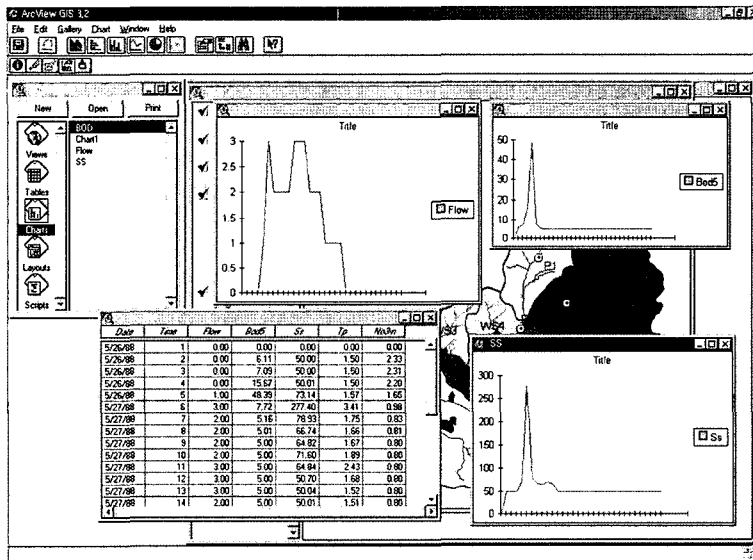 ArcView GIS 3.2
File Edit Gallery Chart Window Help
New Open Print
Views
Tables
Charts
Layouts
Scripts
BOD
Chart1
Flow
SS
Title
3
2.5
2
1.5
1
0.5
0
Flow
Title
50
40
30
20
10
0
Bod5
WS4
SS
Title
300
250
200
150
100
50
0
Ss
Date Time Flow Bod5 Ss Tp No3n
5/26/88 1 0.00 0.00 0.00 0.00 0.00
5/26/88 2 0.00 6.11 50.00 1.50 2.33
5/26/88 3 0.00 7.09 50.00 1.50 2.31
5/26/88 4 0.00 15.67 50.01 1.50 2.20
5/26/88 5 1.00 48.39 73.14 1.57 1.65
5/27/88 6 3.00 7.72 277.40 3.41 0.98
5/27/88 7 2.00 5.16 78.93 1.75 0.83
5/27/88 8 2.00 5.01 66.74 1.66 0.81
5/27/88 9 2.00 5.00 64.82 1.67 0.80
5/27/88 10 2.00 5.00 71.60 1.89 0.80
5/27/88 11 3.00 5.00 64.84 2.43 0.80
5/27/88 12 3.00 5.00 50.70 1.68 0.80
5/27/88 13 3.00 5.00 50.04 1.52 0.80
5/27/88 14 2.00 5.00 50.01 1.51 0.80